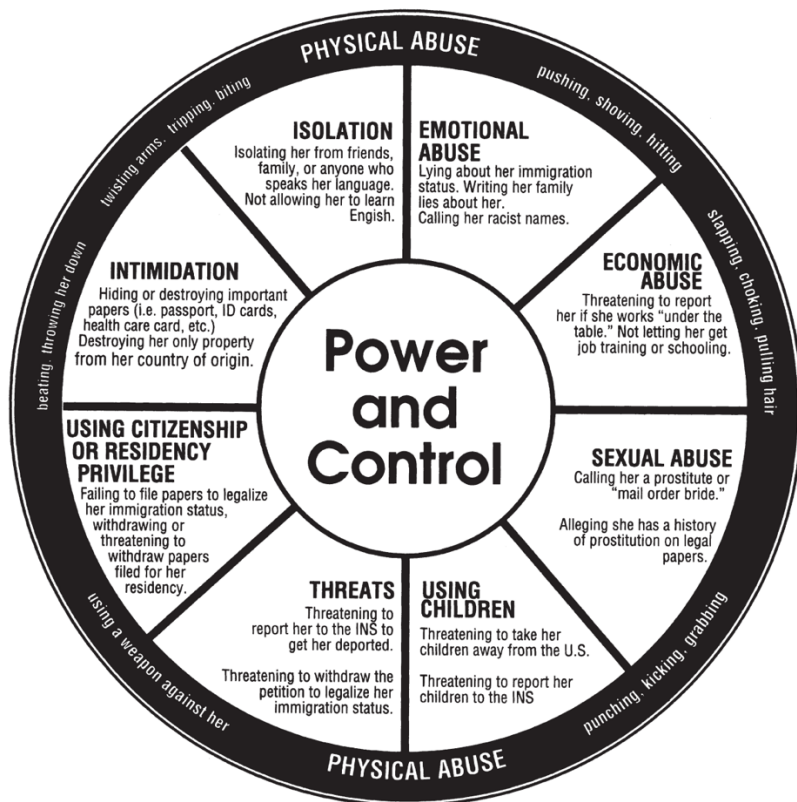 PHYSICAL ABUSE
pushing, shoving, hitting
slapping, choking, pulling hair
punching, kicking, grabbing
PHYSICAL ABUSE
using a weapon against her
beating, throwing her down
twisting arms, tripping, biting
ISOLATION
Isolating her from friends,
family, or anyone who
speaks her language.
Not allowing her to learn
Engish.
EMOTIONAL
ABUSE
Lying about her immigration
status. Writing her family
lies about her.
Calling her racist names.
ECONOMIC
ABUSE
Threatening to report
her if she works “under the
table.” Not letting her get
job training or schooling.
SEXUAL ABUSE
Calling her a prostitute or
“mail order bride.”
Alleging she has a history
of prostitution on legal
papers.
USING
CHILDREN
Threatening to take her
children away from the U.S.
Threatening to report her
children to the INS
THREATS
Threatening to
report her to the INS to
get her deported.
Threatening to withdraw the
petition to legalize her
immigration status.
USING CITIZENSHIP
OR RESIDENCY
PRIVILEGE
Failing to file papers to legalize
her immigration status,
withdrawing or
threatening to
withdraw papers
filed for her
residency.
INTIMIDATION
Hiding or destroying important
papers (i.e. passport, ID cards,
health care card, etc.)
Destroying her only property
from her country of origin.
Power
and
Control